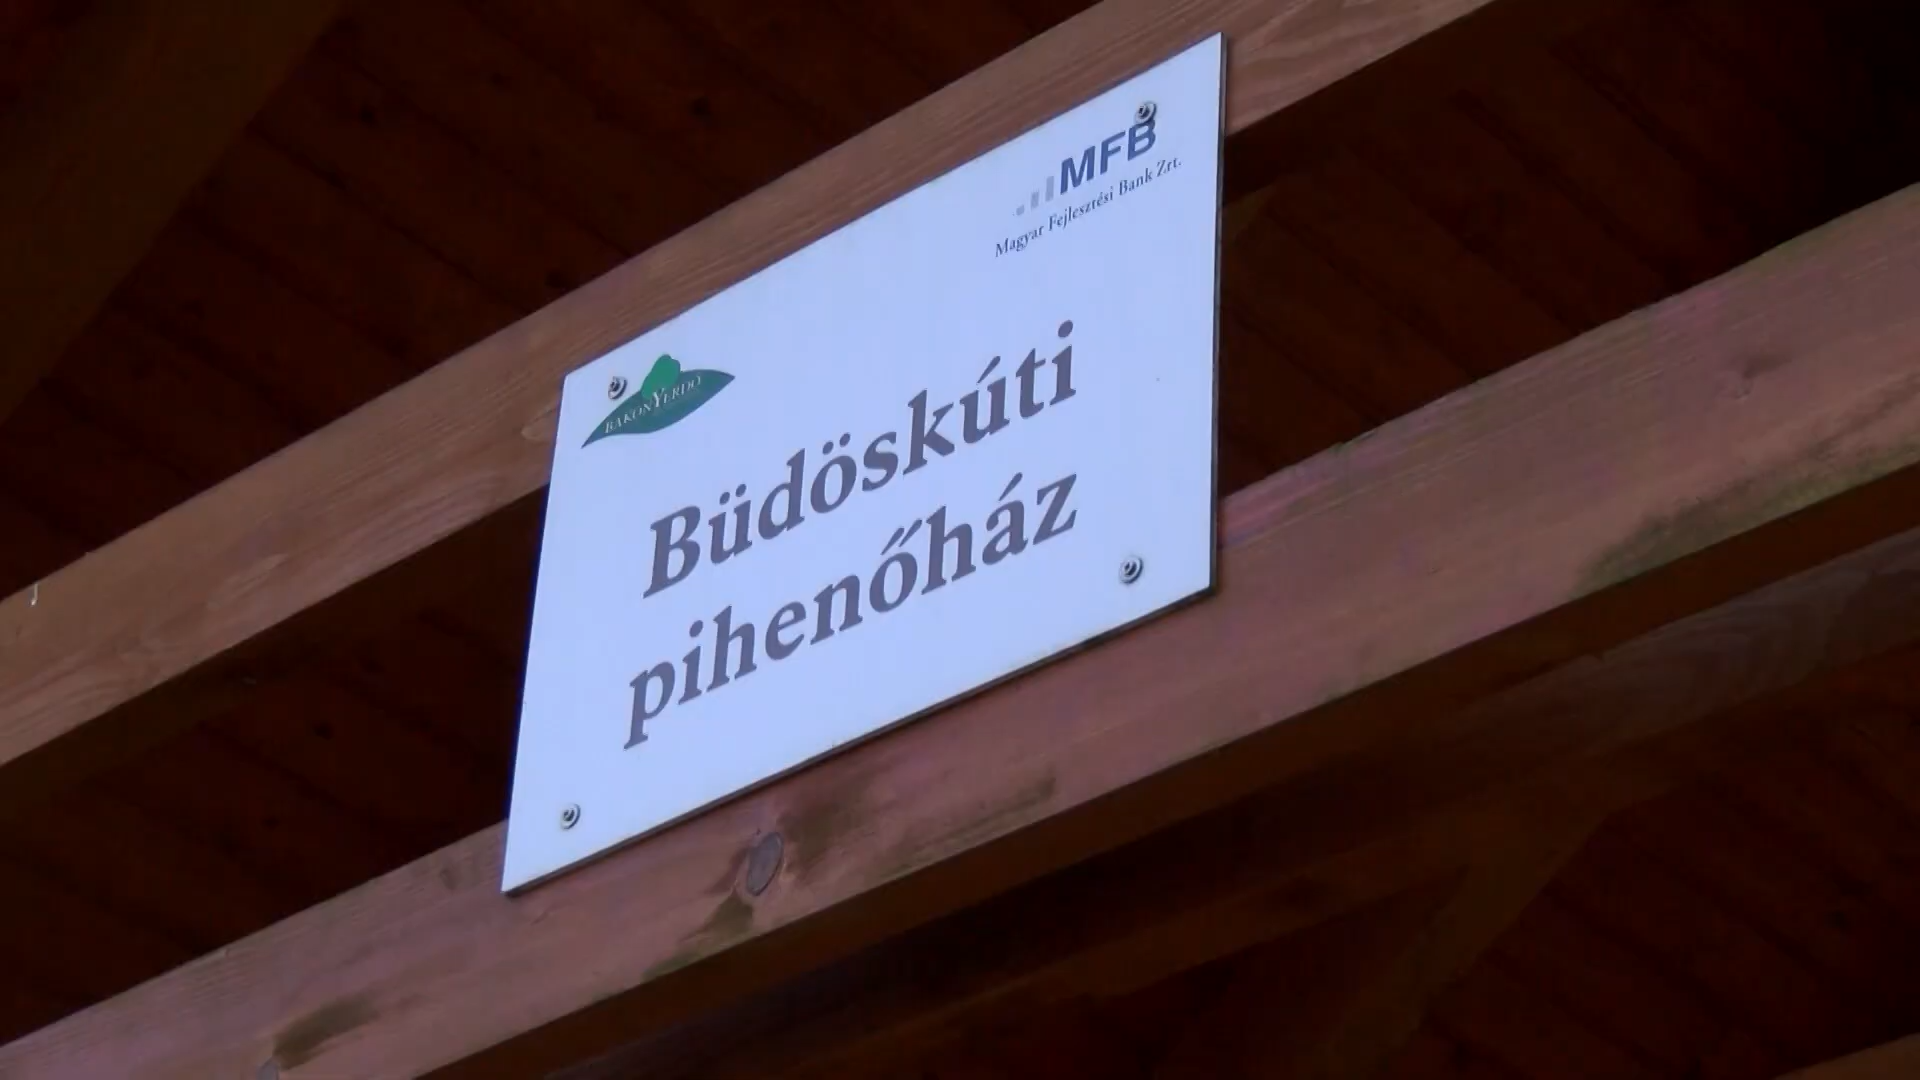 MFB
Magyar Fejlesztési Bank Zrt.
BAKONYERDŐ
Büdöskúti
pihenőház